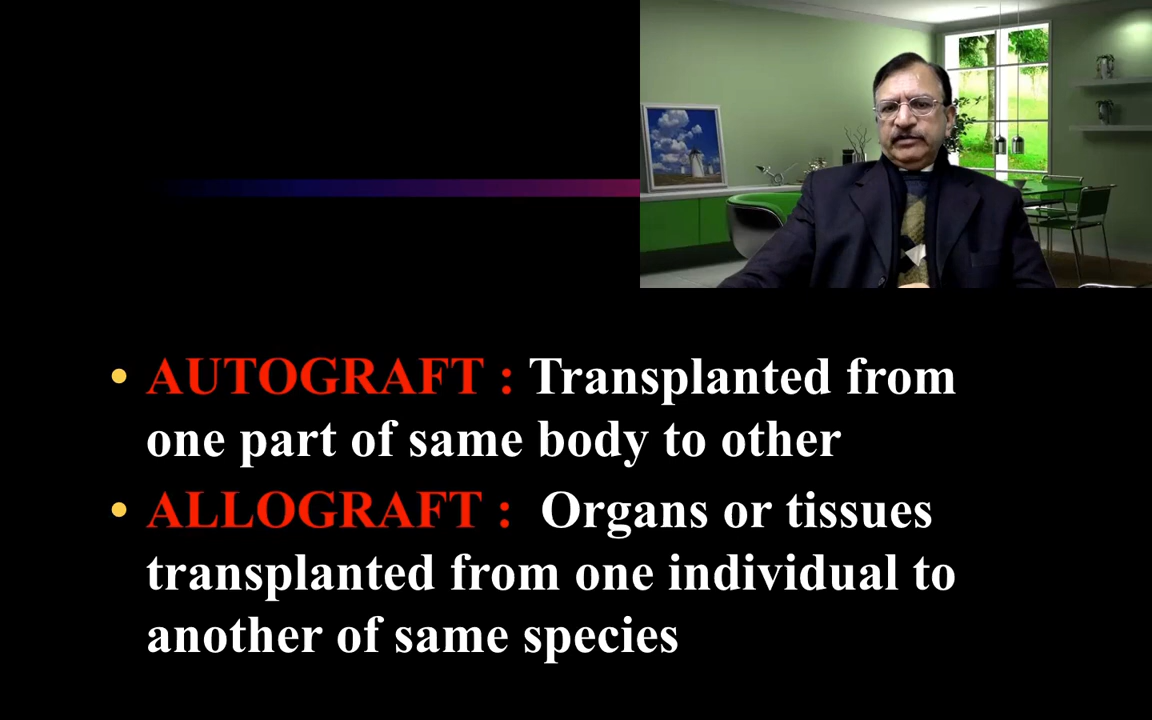 • AUTOGRAFT : Transplanted from
one part of same body to other
• ALLOGRAFT : Organs or tissues
transplanted from one individual to
another of same species